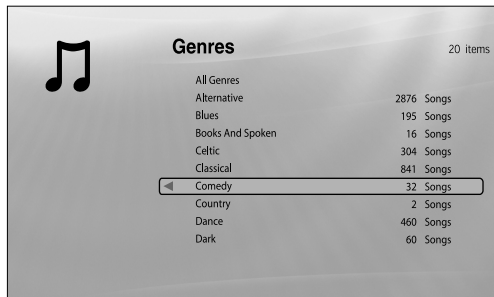 Genres 20 items
All Genres
Alternative 2876 Songs
Blues 195 Songs
Books And Spoken 16 Songs
Celtic 304 Songs
Classical 841 Songs
Comedy 32 Songs
Country 2 Songs
Dance 460 Songs
Dark 60 Songs